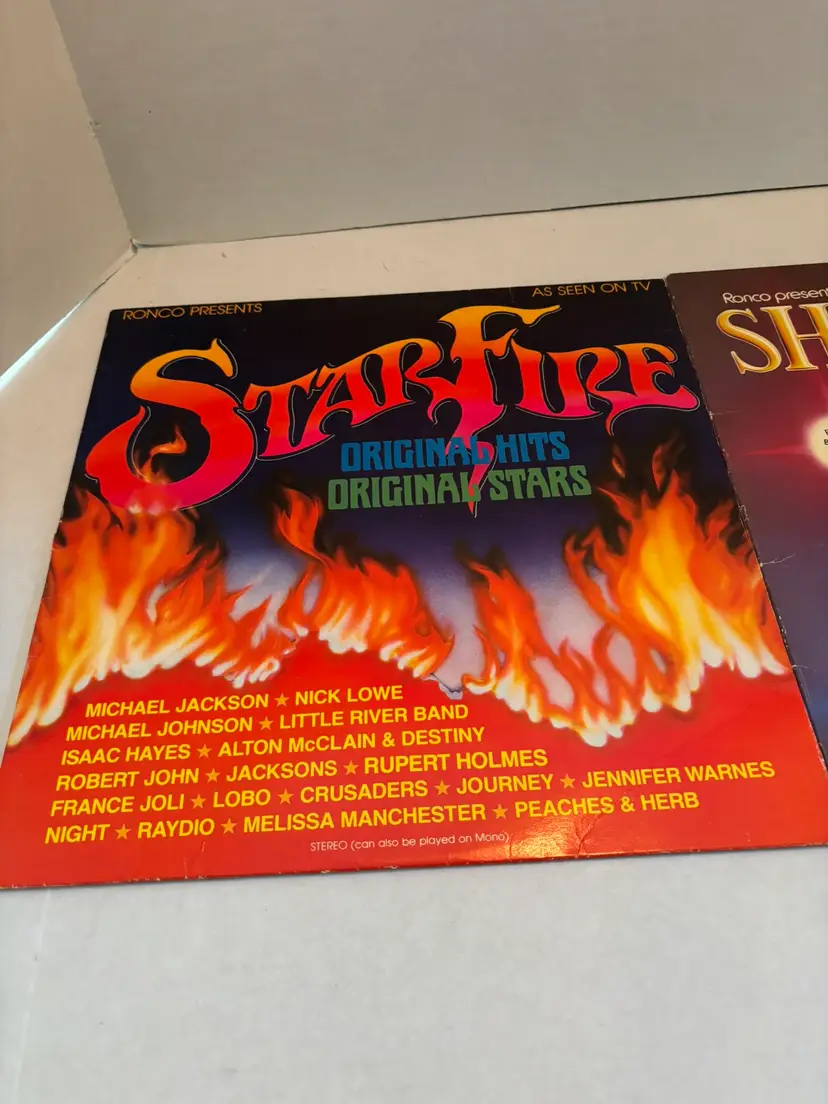 RONCO PRESENTS
AS SEEN ON TV
STARFIRE
ORIGINAL HITS
ORIGINAL STARS
MICHAEL JACKSON ★ NICK LOWE
MICHAEL JOHNSON ★ LITTLE RIVER BAND
ISAAC HAYES ★ ALTON McCLAIN & DESTINY
ROBERT JOHN ★ JACKSONS ★ RUPERT HOLMES
FRANCE JOLI ★ LOBO ★ CRUSADERS ★ JOURNEY ★ JENNIFER WARNES
NIGHT ★ RAYDIO ★ MELISSA MANCHESTER ★ PEACHES & HERB
STEREO (can also be played on Mono)
Ronco present
SH